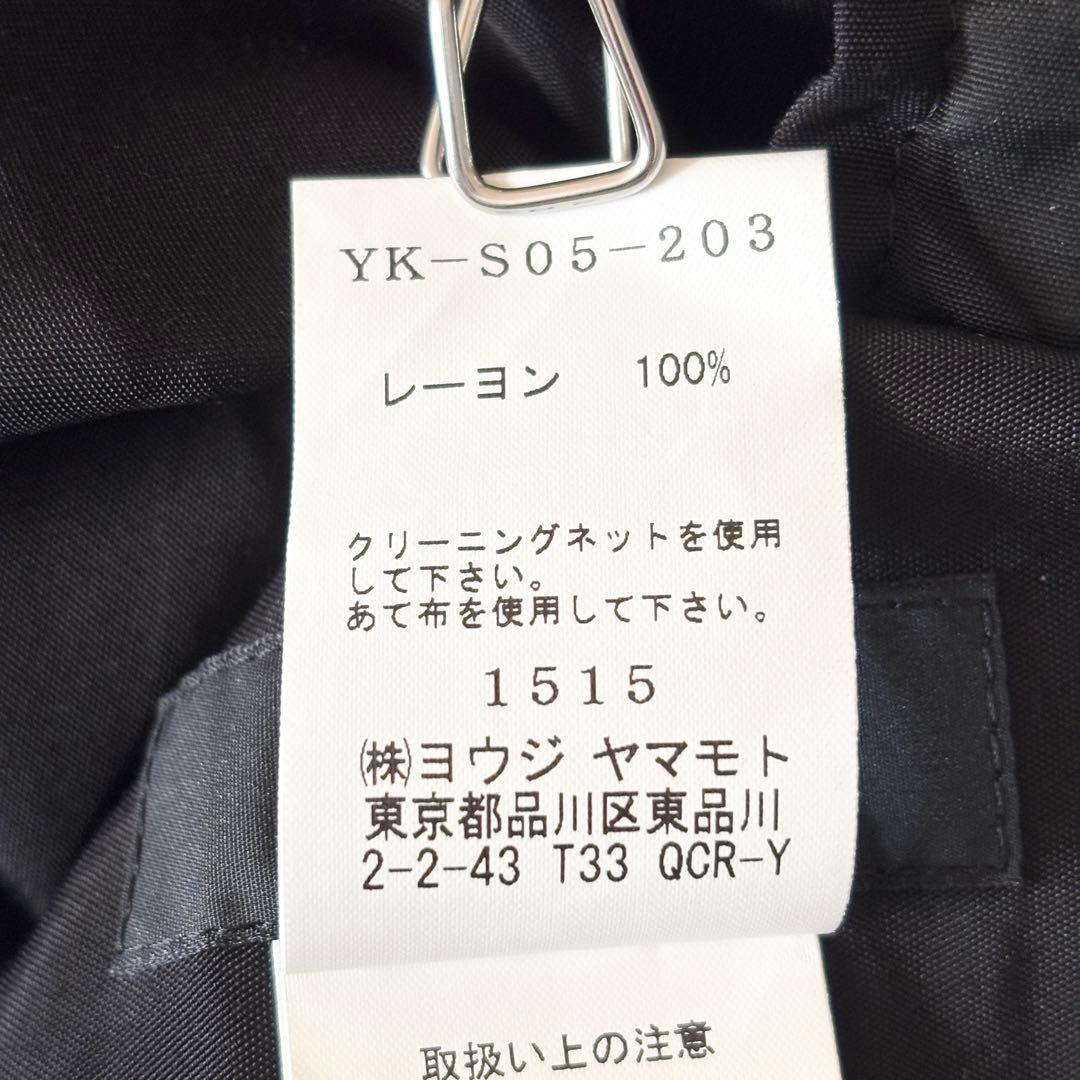 YK-S05-203
レーヨン 100%
クリーニングネットを使用
して下さい。
あて布を使用して下さい。
1515
㈱ヨウジ ヤマモト
東京都品川区東品川
2-2-43 T33 QCR-Y
取扱い上の注意